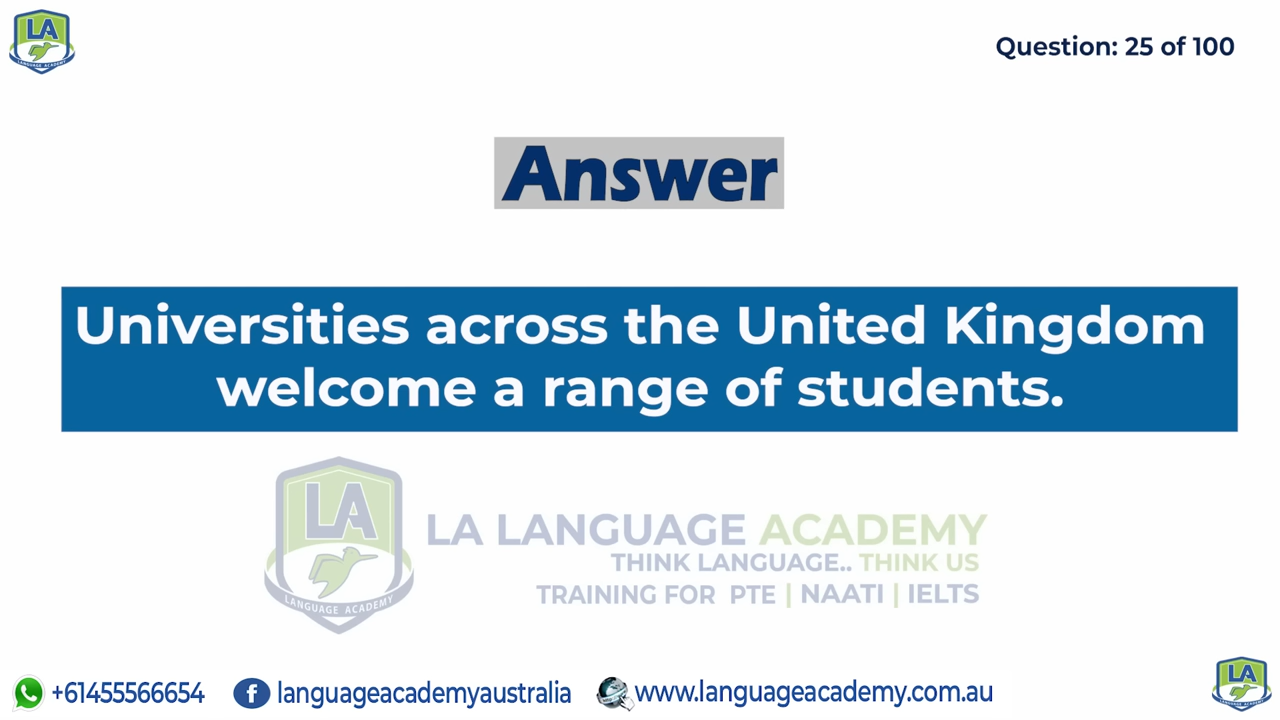 LA
LANGUAGE ACADEMY
Question: 25 of 100
Answer
Universities across the United Kingdom
welcome a range of students.
LA
LANGUAGE ACADEMY
LA LANGUAGE ACADEMY
THINK LANGUAGE.. THINK US
TRAINING FOR PTE | NAATI | IELTS
+61455566654
languageacademyaustralia
www.languageacademy.com.au
LA
LANGUAGE ACADEMY